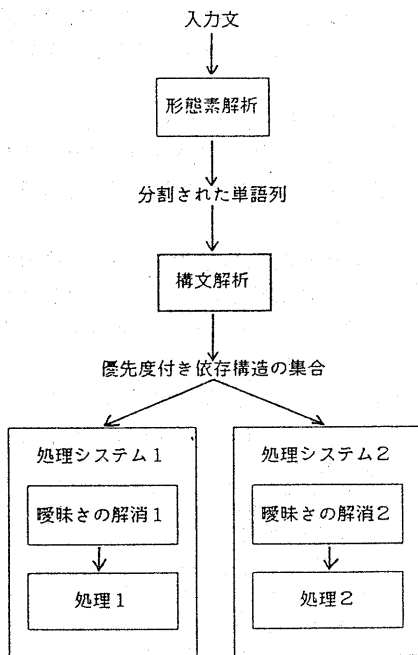 入力文
形態素解析
分割された単語列
構文解析
優先度付き依存構造の集合
処理システム1
曖昧さの解消1
処理1
処理システム2
曖昧さの解消2
処理2